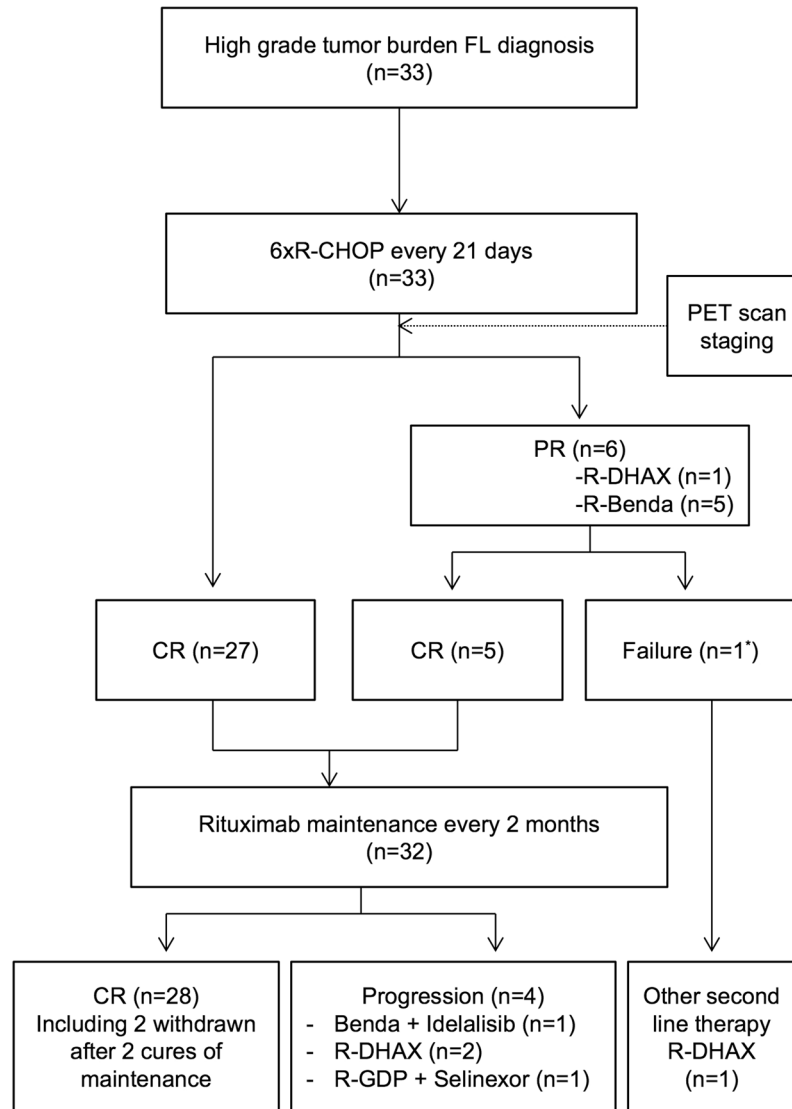 High grade tumor burden FL diagnosis
(n=33)
6xR-CHOP every 21 days
(n=33)
PET scan
staging
PR (n=6)
-R-DHAX (n=1)
-R-Benda (n=5)
CR (n=27)
CR (n=5)
Failure (n=1*)
Rituximab maintenance every 2 months
(n=32)
CR (n=28)
Including 2 withdrawn
after 2 cures of
maintenance
Progression (n=4)
- Benda + Idelalisib (n=1)
- R-DHAX (n=2)
- R-GDP + Selinexor (n=1)
Other second
line therapy
R-DHAX
(n=1)